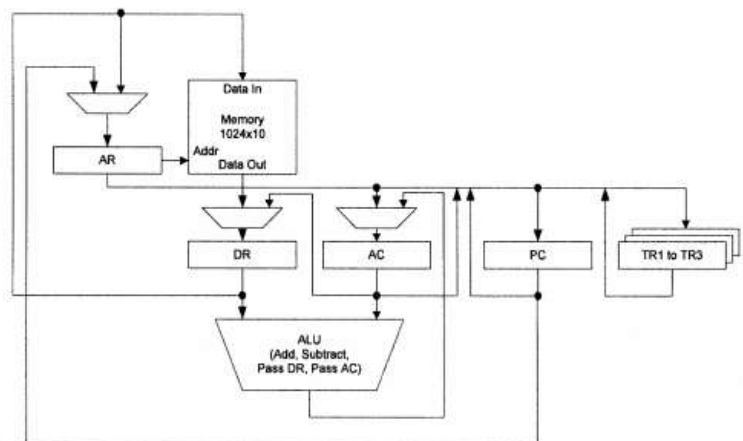 Data In
Memory
1024x10
Addr
Data Out
AR
DR
AC
PC
TR1 to TR3
ALU
(Add, Subtract,
Pass DR, Pass AC)